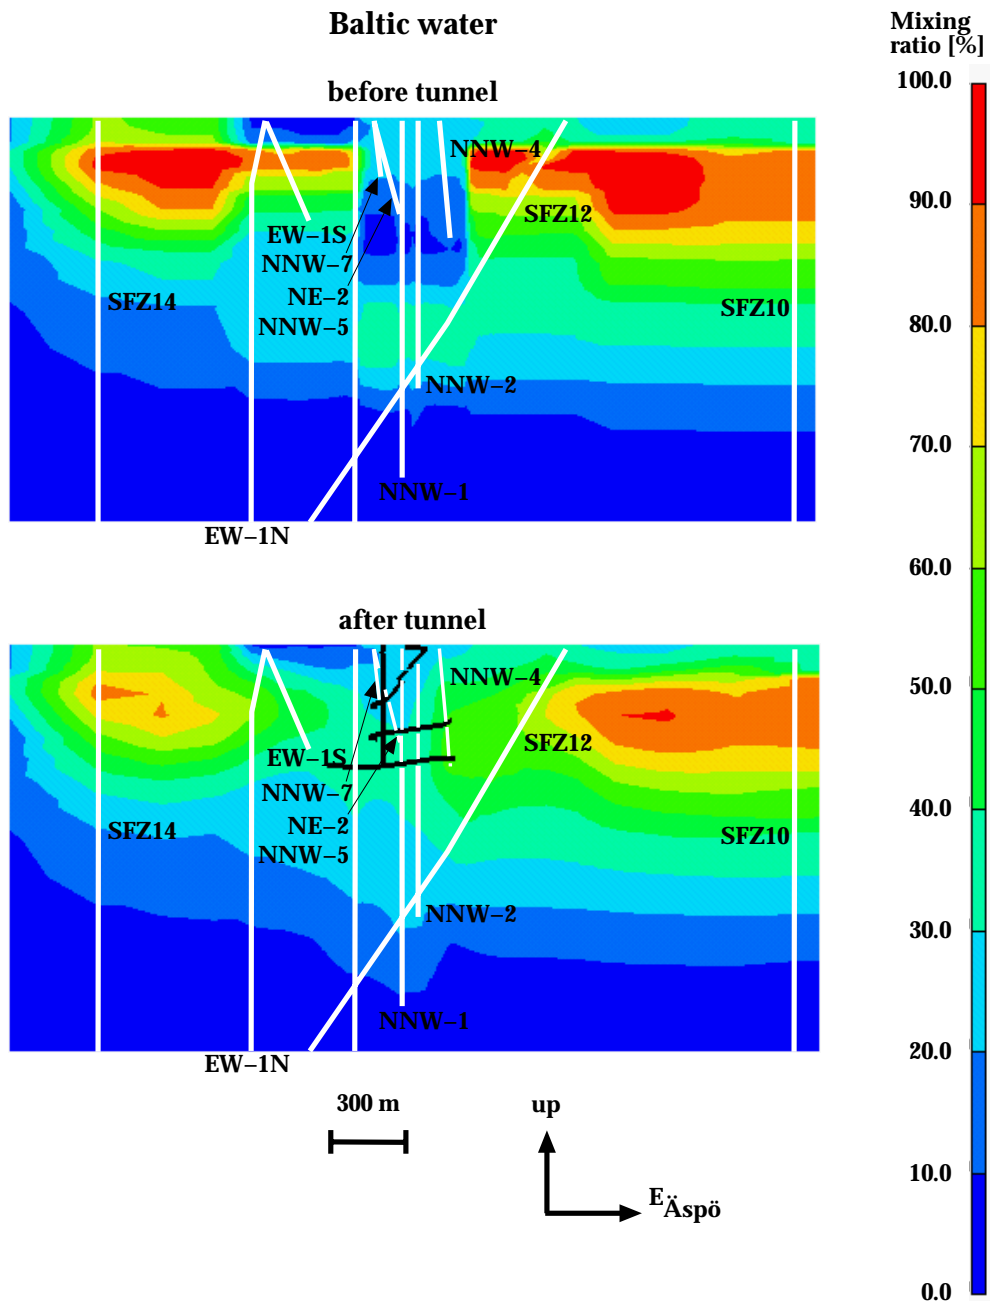 Baltic water
Mixing
ratio [%]
before tunnel
100.0
NNW–4
90.0
SFZ12
EW–1S
NNW–7
NE–2
SFZ14
SFZ10
NNW–5
80.0
NNW–2
70.0
NNW–1
EW–1N
60.0
after tunnel
NNW–4
50.0
SFZ12
EW–1S
NNW–7
40.0
NE–2
SFZ14
SFZ10
NNW–5
NNW–2
30.0
NNW–1
20.0
EW–1N
300 m
up
10.0
E Äspö
0.0